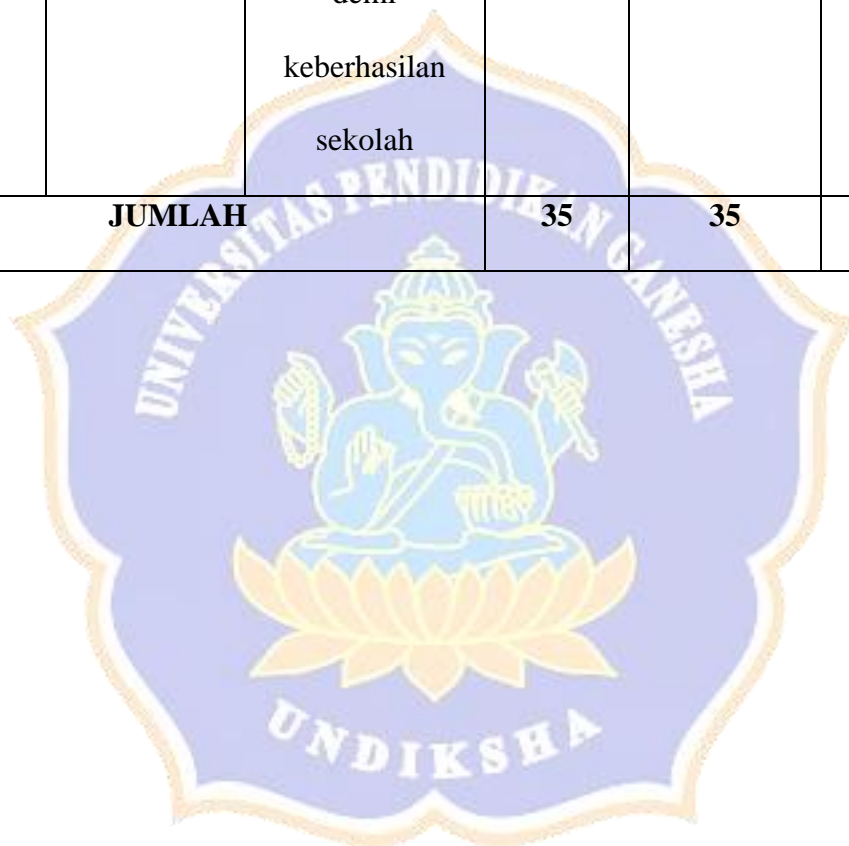 demi
keberhasilan
sekolah
JUMLAH 35 35
UNIVERSITAS PENDIDIKAN GANESHA
UNDIKSHA